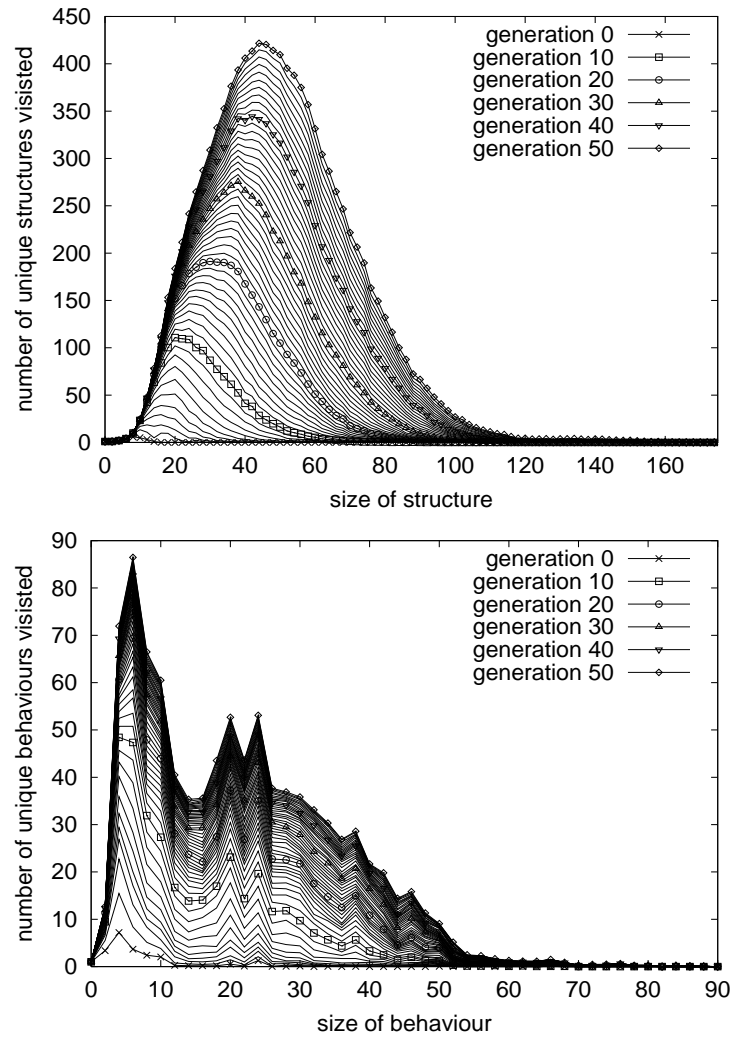 450
400
350
300
250
200
150
100
50
0
number of unique structures visisted
generation 0
generation 10
generation 20
generation 30
generation 40
generation 50
0 20 40 60 80 100 120 140 160
size of structure
90
80
70
60
50
40
30
20
10
0
number of unique behaviours visisted
generation 0
generation 10
generation 20
generation 30
generation 40
generation 50
0 10 20 30 40 50 60 70 80 90
size of behaviour